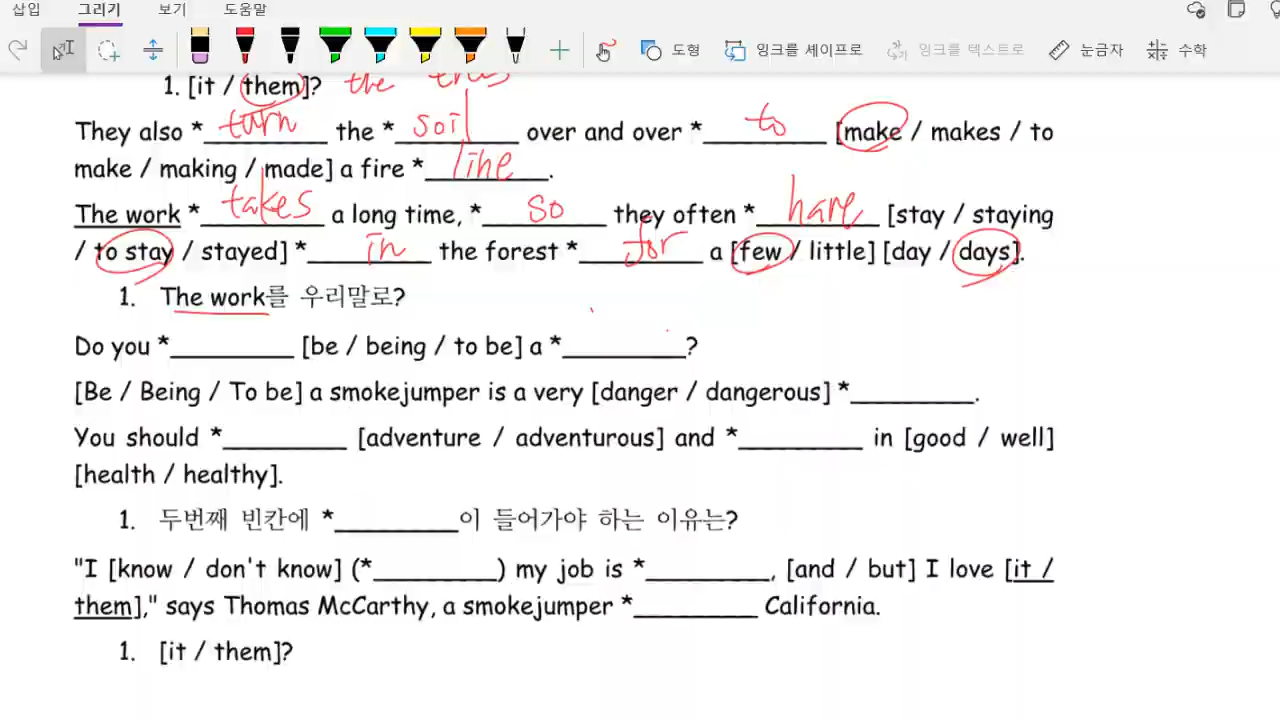 삽입 그리기 보기 도움말
도형 잉크를 셰이프로 잉크를 텍스트로 눈금자 수학
1. [it / them]? the
They also * turn the * soil over and over * to [make / makes / to
make / making / made] a fire * line.
The work * takes a long time, * so they often * have [stay / staying
/ to stay / stayed] * in the forest * for a [few / little] [day / days].
1. The work를 우리말로?
Do you *_________ [be / being / to be] a *_________?
[Be / Being / To be] a smokejumper is a very [danger / dangerous] *_________.
You should *_________ [adventure / adventurous] and *_________ in [good / well]
[health / healthy].
1. 두번째 빈칸에 *_________이 들어가야 하는 이유는?
"I [know / don't know] (*_________) my job is *_________, [and / but] I love [it /
them]," says Thomas McCarthy, a smokejumper *_________ California.
1. [it / them]?